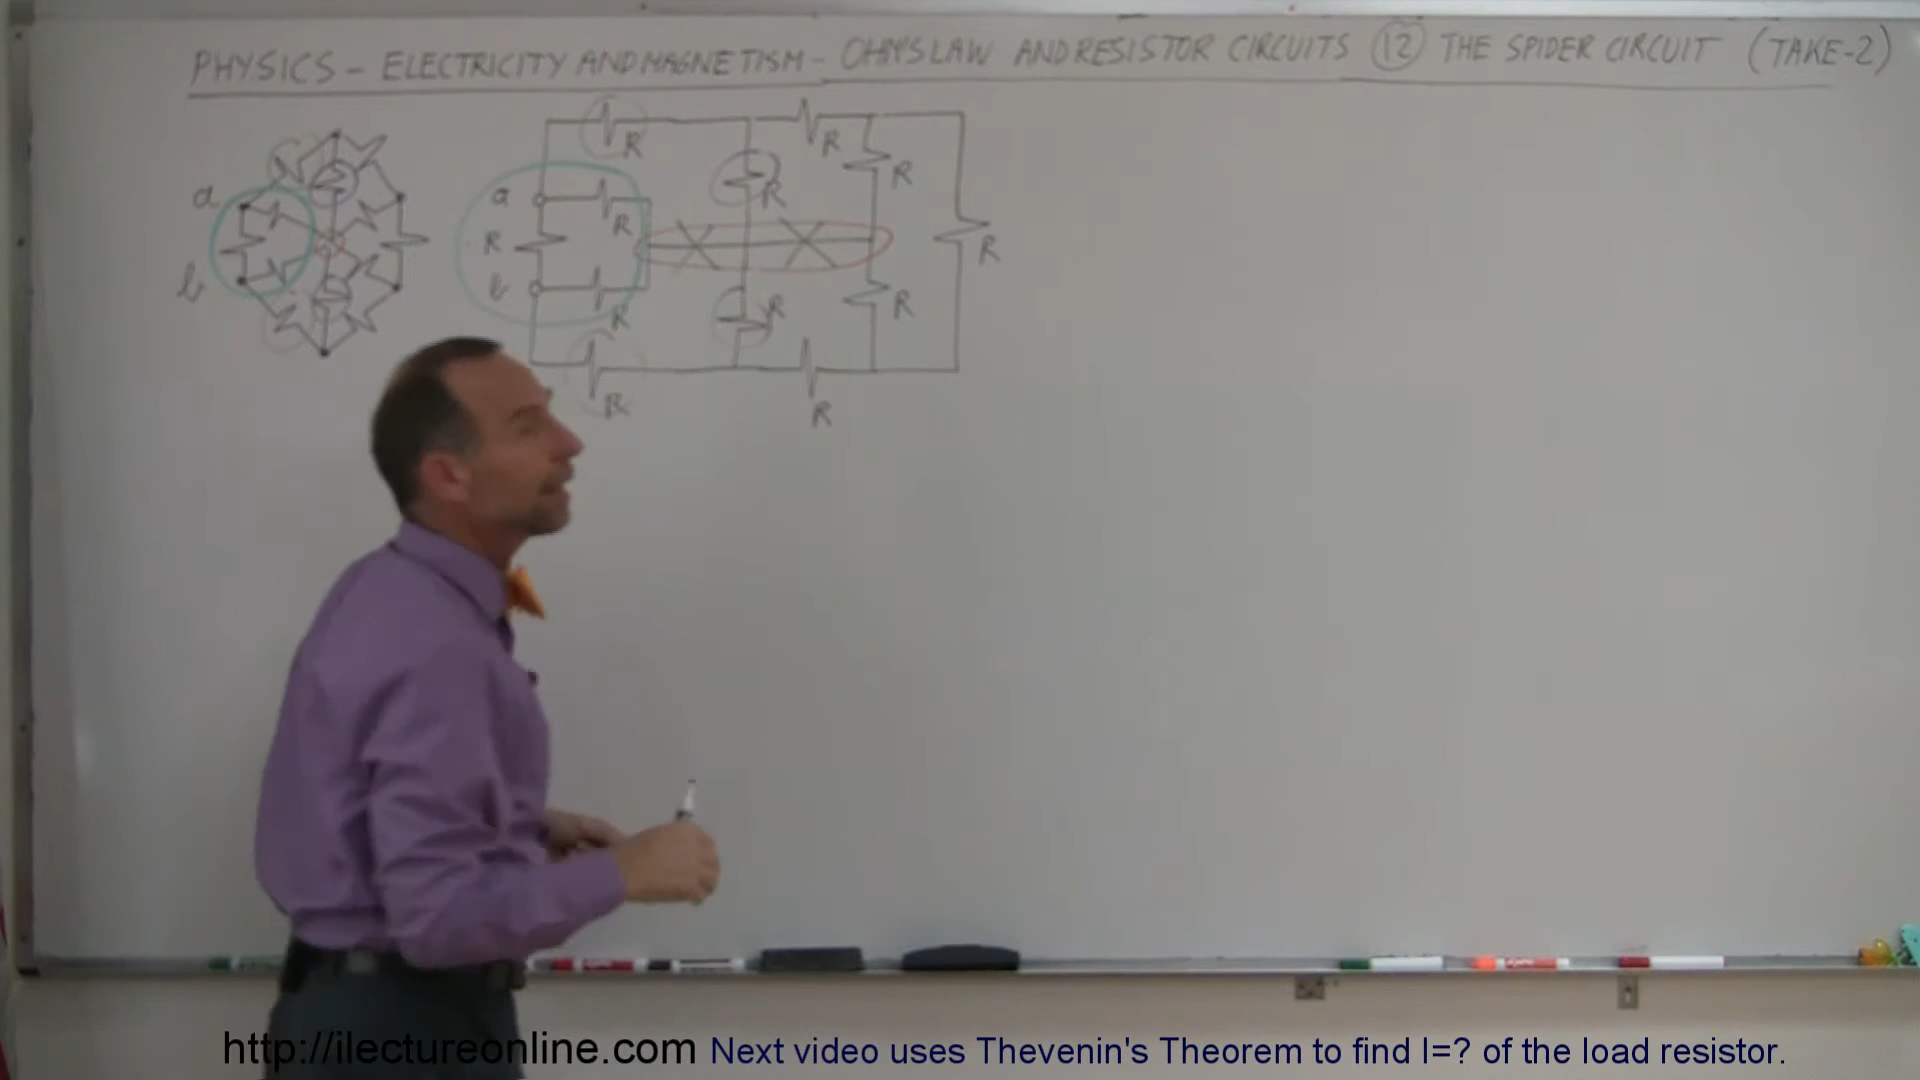 PHYSICS - ELECTRICITY AND MAGNETISM - OHM'S LAW AND RESISTOR CIRCUITS 12 THE SPIDER CIRCUIT (TAKE-2)
R R
R R
a a R
R R R
b b
R R R
R R
http://ilectureonline.com Next video uses Thevenin's Theorem to find I=? of the load resistor.